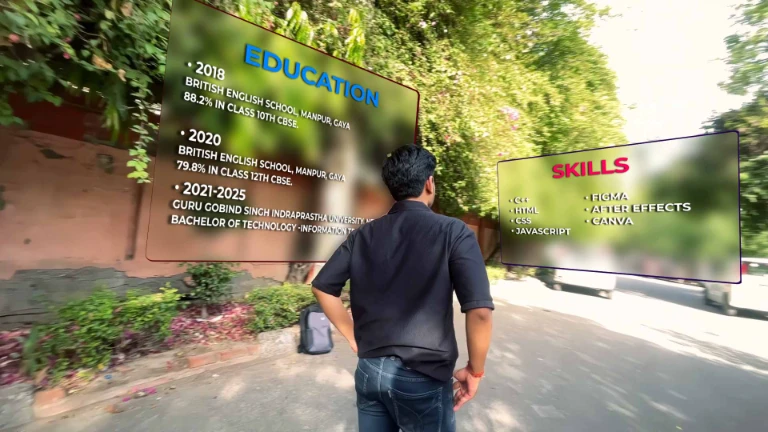 EDUCATION
• 2018
BRITISH ENGLISH SCHOOL, MANPUR, GAYA
88.2% IN CLASS 10TH CBSE.
• 2020
BRITISH ENGLISH SCHOOL, MANPUR, GAYA
79.8% IN CLASS 12TH CBSE.
• 2021-2025
GURU GOBIND SINGH INDRAPRASTHA UNIVERSITY,
BACHELOR OF TECHNOLOGY -INFORMATION
SKILLS
• C++
• HTML
• CSS
• JAVASCRIPT
• FIGMA
• AFTER EFFECTS
• CANVA